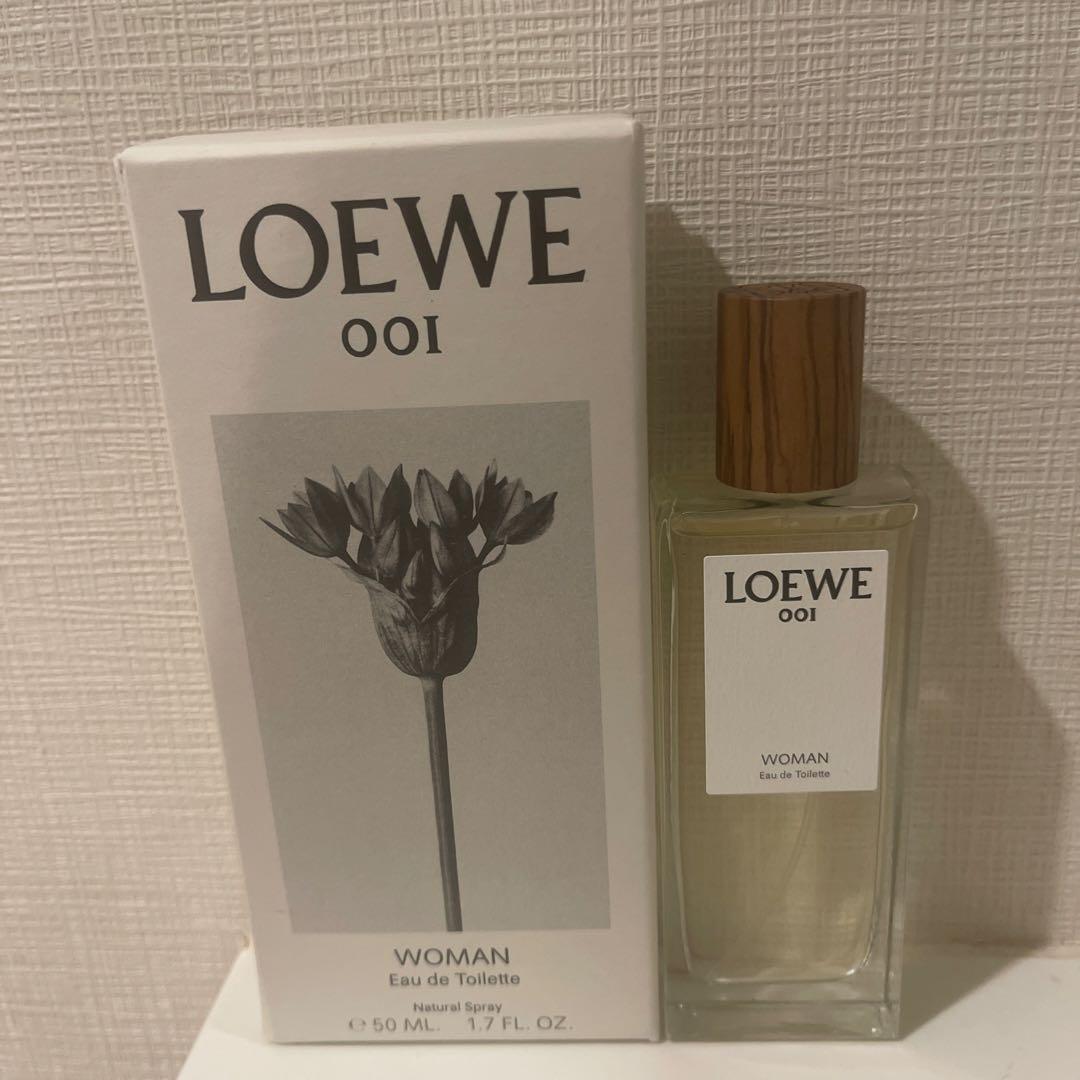 LOEWE
001
WOMAN
Eau de Toilette
Natural Spray
℮ 50 ML. 1.7 FL. OZ.
LOEWE
001
WOMAN
Eau de Toilette